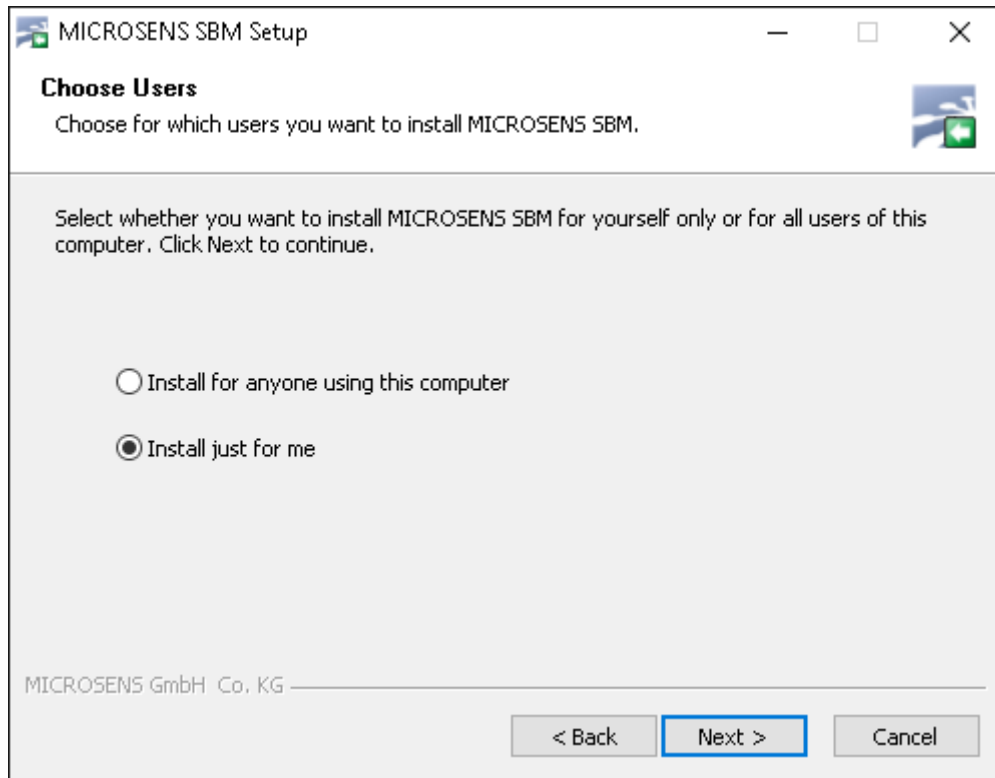 MICROSENS SBM Setup
Choose Users
Choose for which users you want to install MICROSENS SBM.
Select whether you want to install MICROSENS SBM for yourself only or for all users of this
computer. Click Next to continue.
Install for anyone using this computer
Install just for me
MICROSENS GmbH  Co. KG
< Back
Next >
Cancel